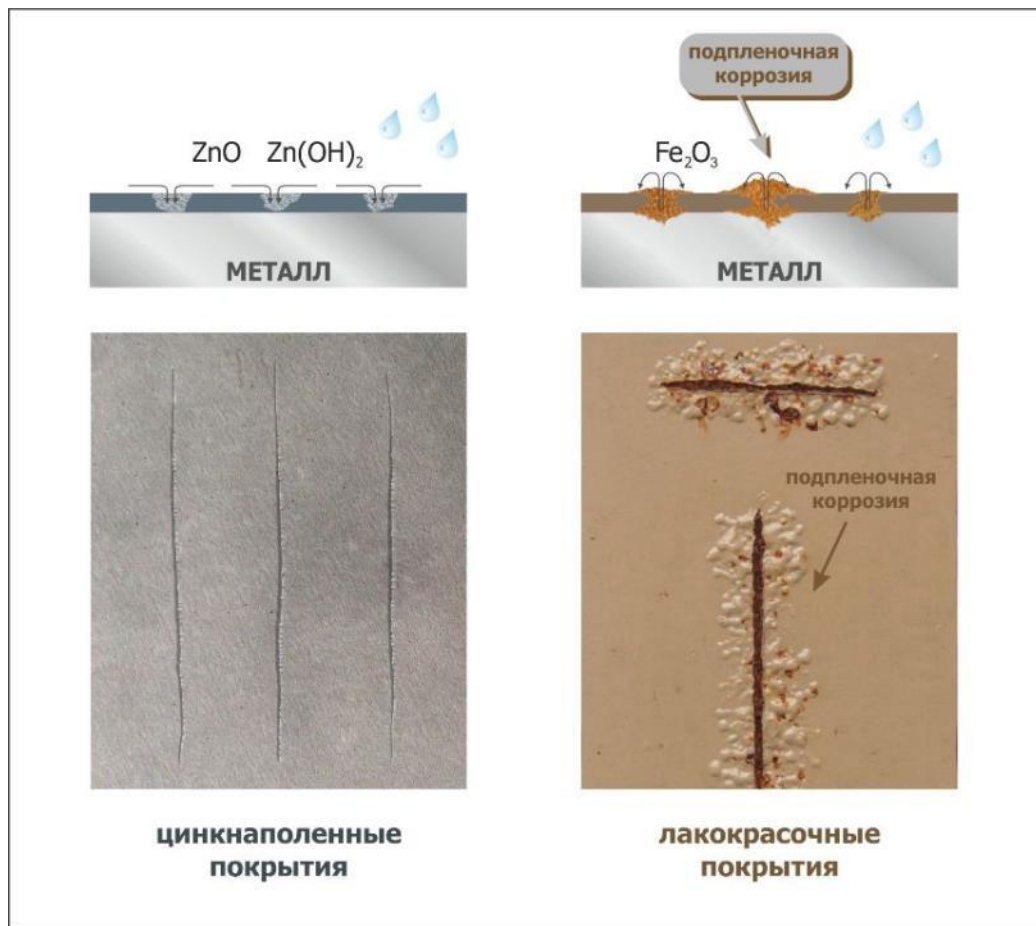 подпленочная
коррозия
ZnO Zn(OH)₂
Fe₂O₃
МЕТАЛЛ
МЕТАЛЛ
подпленочная
коррозия
цинкнаполенные
покрытия
лакокрасочные
покрытия